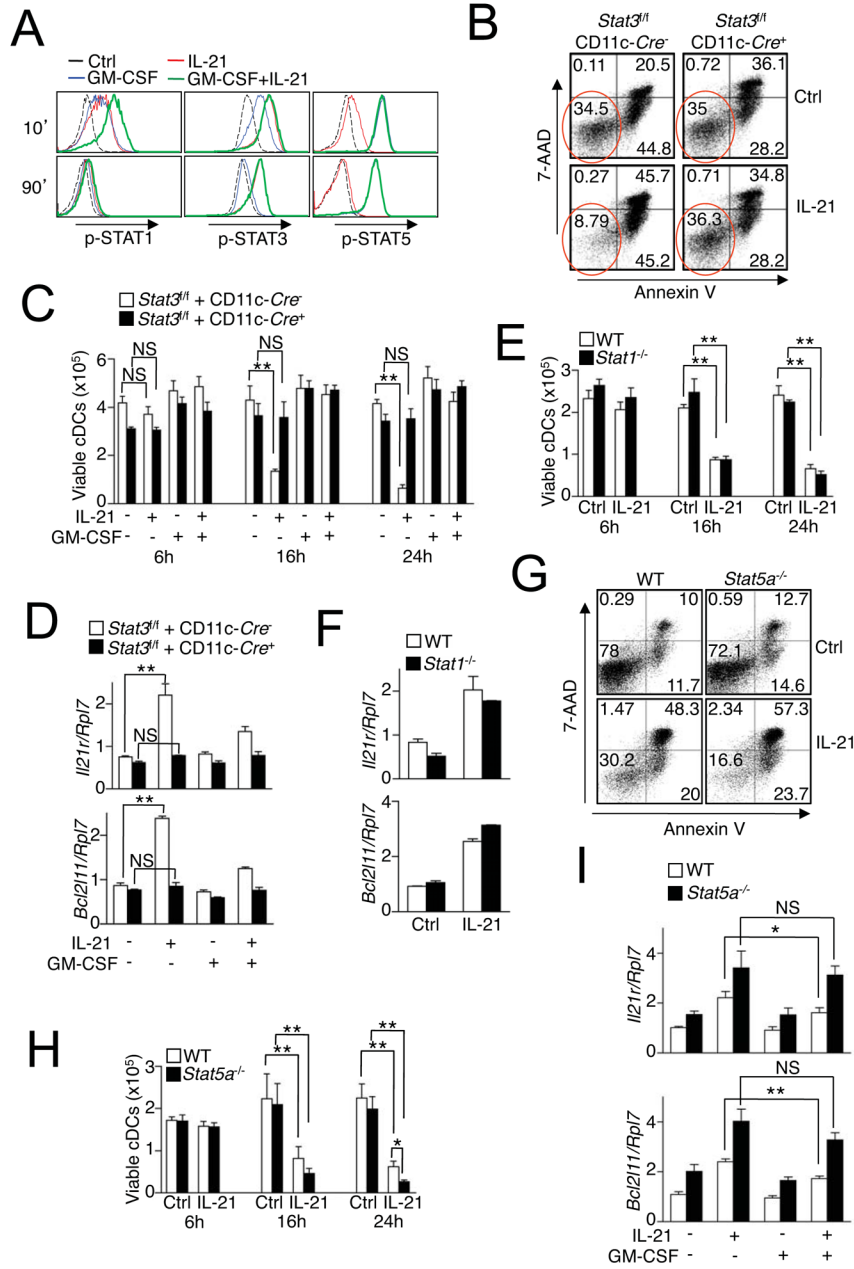 A
Ctrl
IL-21
GM-CSF
GM-CSF+IL-21
10'
90'
p-STAT1
p-STAT3
p-STAT5
B
Stat3f/f
CD11c-Cre-
Stat3f/f
CD11c-Cre+
0.11
20.5
0.72
36.1
34.5
35
44.8
28.2
Ctrl
0.27
45.7
0.71
34.8
8.79
36.3
45.2
28.2
IL-21
7-AAD
Annexin V
C
Stat3f/f + CD11c-Cre-
Stat3f/f + CD11c-Cre+
Viable cDCs (x105)
6
4
2
0
NS
NS
NS
**
NS
**
IL-21 - + - + - + - + - + - +
GM-CSF - - + + - - + + - - + +
6h
16h
24h
E
WT
Stat1-/-
Viable cDCs (x105)
3
2
1
0
**
**
**
**
Ctrl IL-21 Ctrl IL-21 Ctrl IL-21
6h 16h 24h
D
Stat3f/f + CD11c-Cre-
Stat3f/f + CD11c-Cre+
Il21r/Rpl7
2
1
0
**
NS
Bcl2l11/Rpl7
2
1
0
**
NS
IL-21 - + - +
GM-CSF - - + +
F
WT
Stat1-/-
Il21r/Rpl7
2
1
0
Bcl2l11/Rpl7
4
2
0
Ctrl IL-21
G
WT
Stat5a-/-
0.29
10
0.59
12.7
78
72.1
11.7
14.6
Ctrl
1.47
48.3
2.34
57.3
30.2
16.6
20
23.7
IL-21
7-AAD
Annexin V
H
WT
Stat5a-/-
Viable cDCs (x105)
3
2
1
0
**
**
**
**
*
Ctrl IL-21 Ctrl IL-21 Ctrl IL-21
6h 16h 24h
I
WT
Stat5a-/-
Il21r/Rpl7
4
2
0
NS
*
Bcl2l11/Rpl7
4
2
0
NS
**
IL-21 - + - +
GM-CSF - - + +